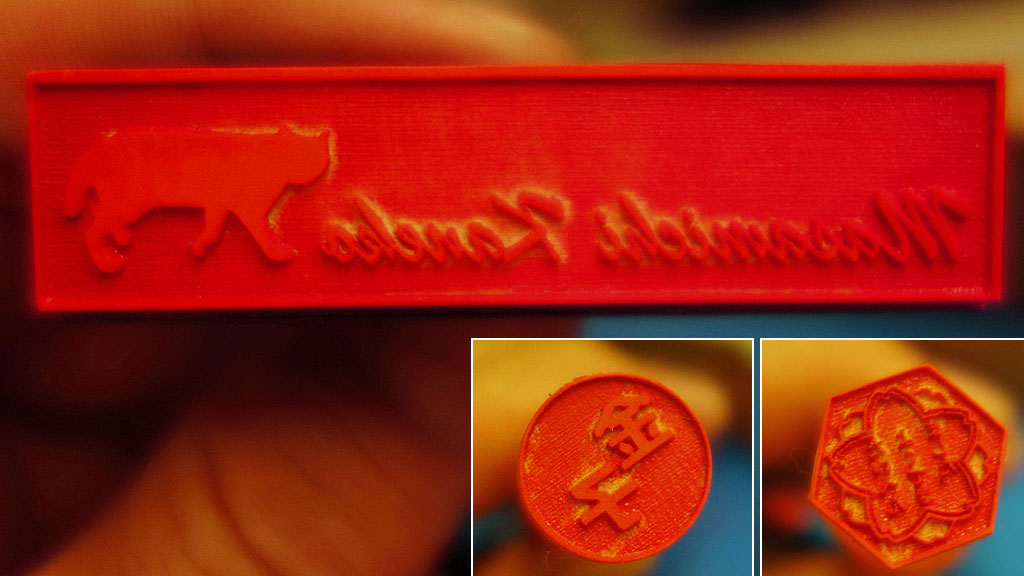 Masamichi Kaneko
金子